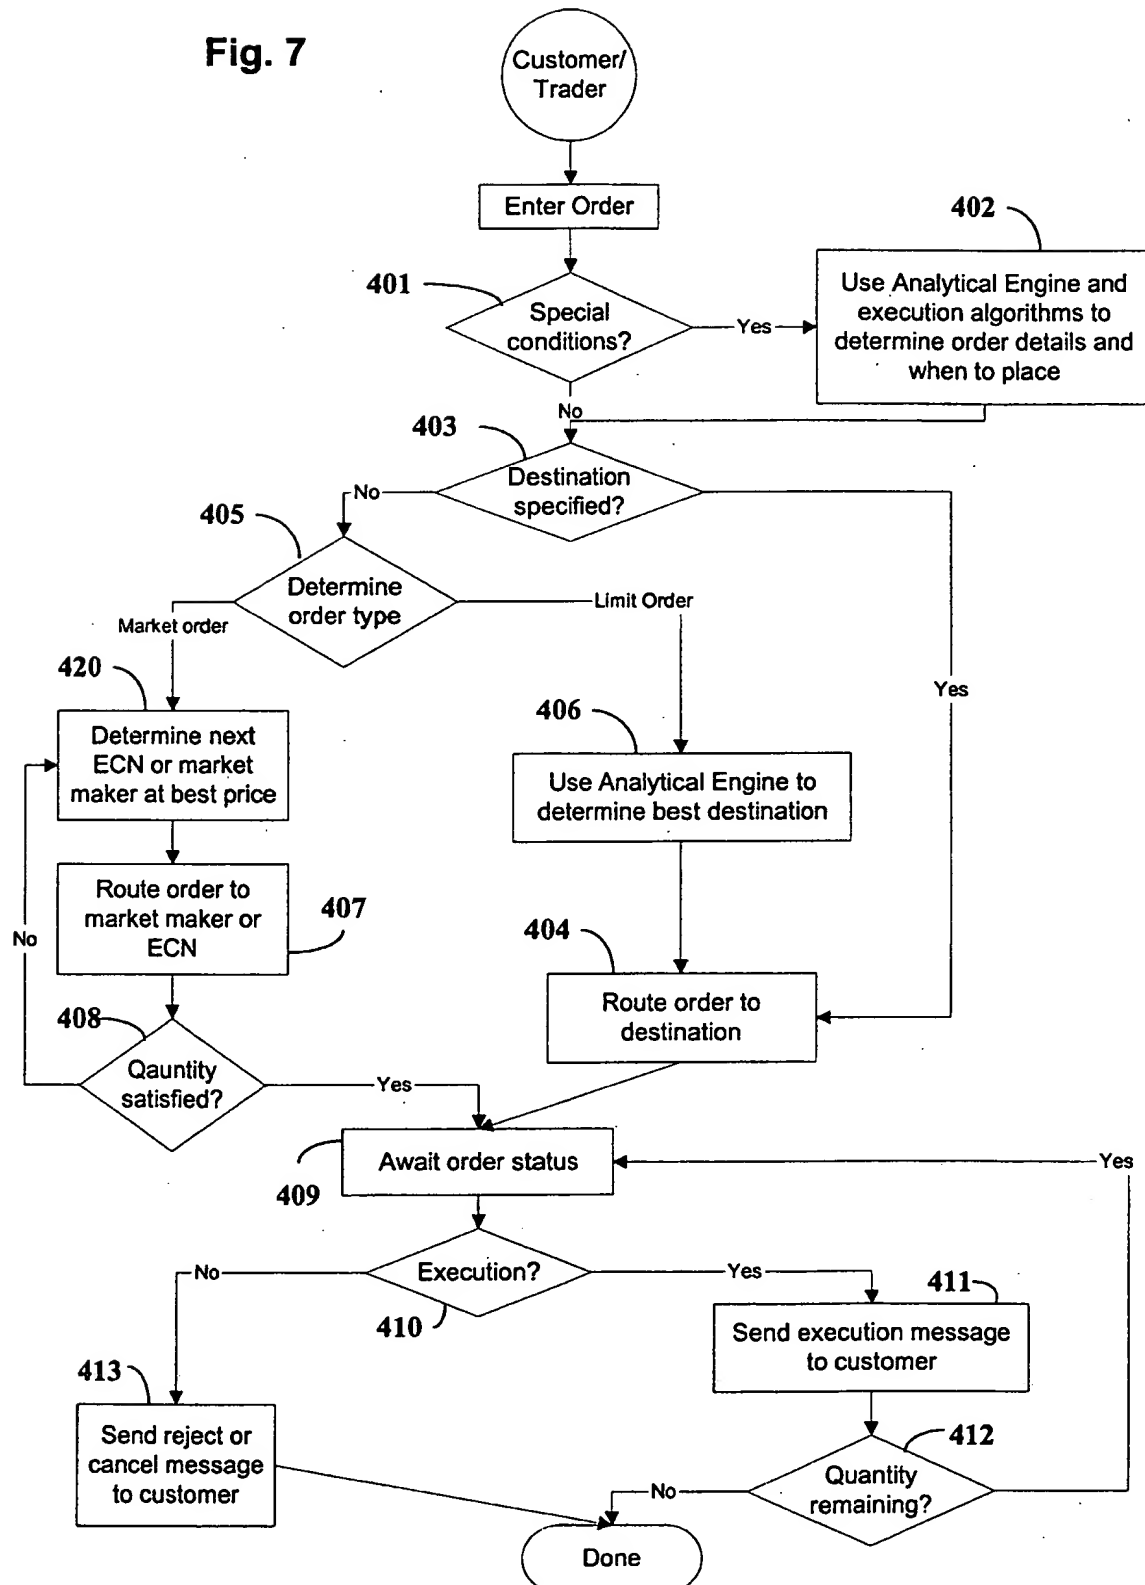 Fig. 7
Customer/
Trader
Enter Order
402
401
Special
conditions?
Yes
Use Analytical Engine and
execution algorithms to
determine order details and
when to place
No
403
Destination
specified?
No
405
Determine
order type
Limit Order
Market order
420
Yes
406
Determine next
ECN or market
maker at best price
Use Analytical Engine to
determine best destination
Route order to
market maker or
ECN
407
No
404
Route order to
destination
408
Qauntity
satisfied?
Yes
Await order status
Yes
409
Execution?
No
Yes
410
411
Send execution message
to customer
413
Send reject or
cancel message
to customer
412
Quantity
remaining?
No
Done